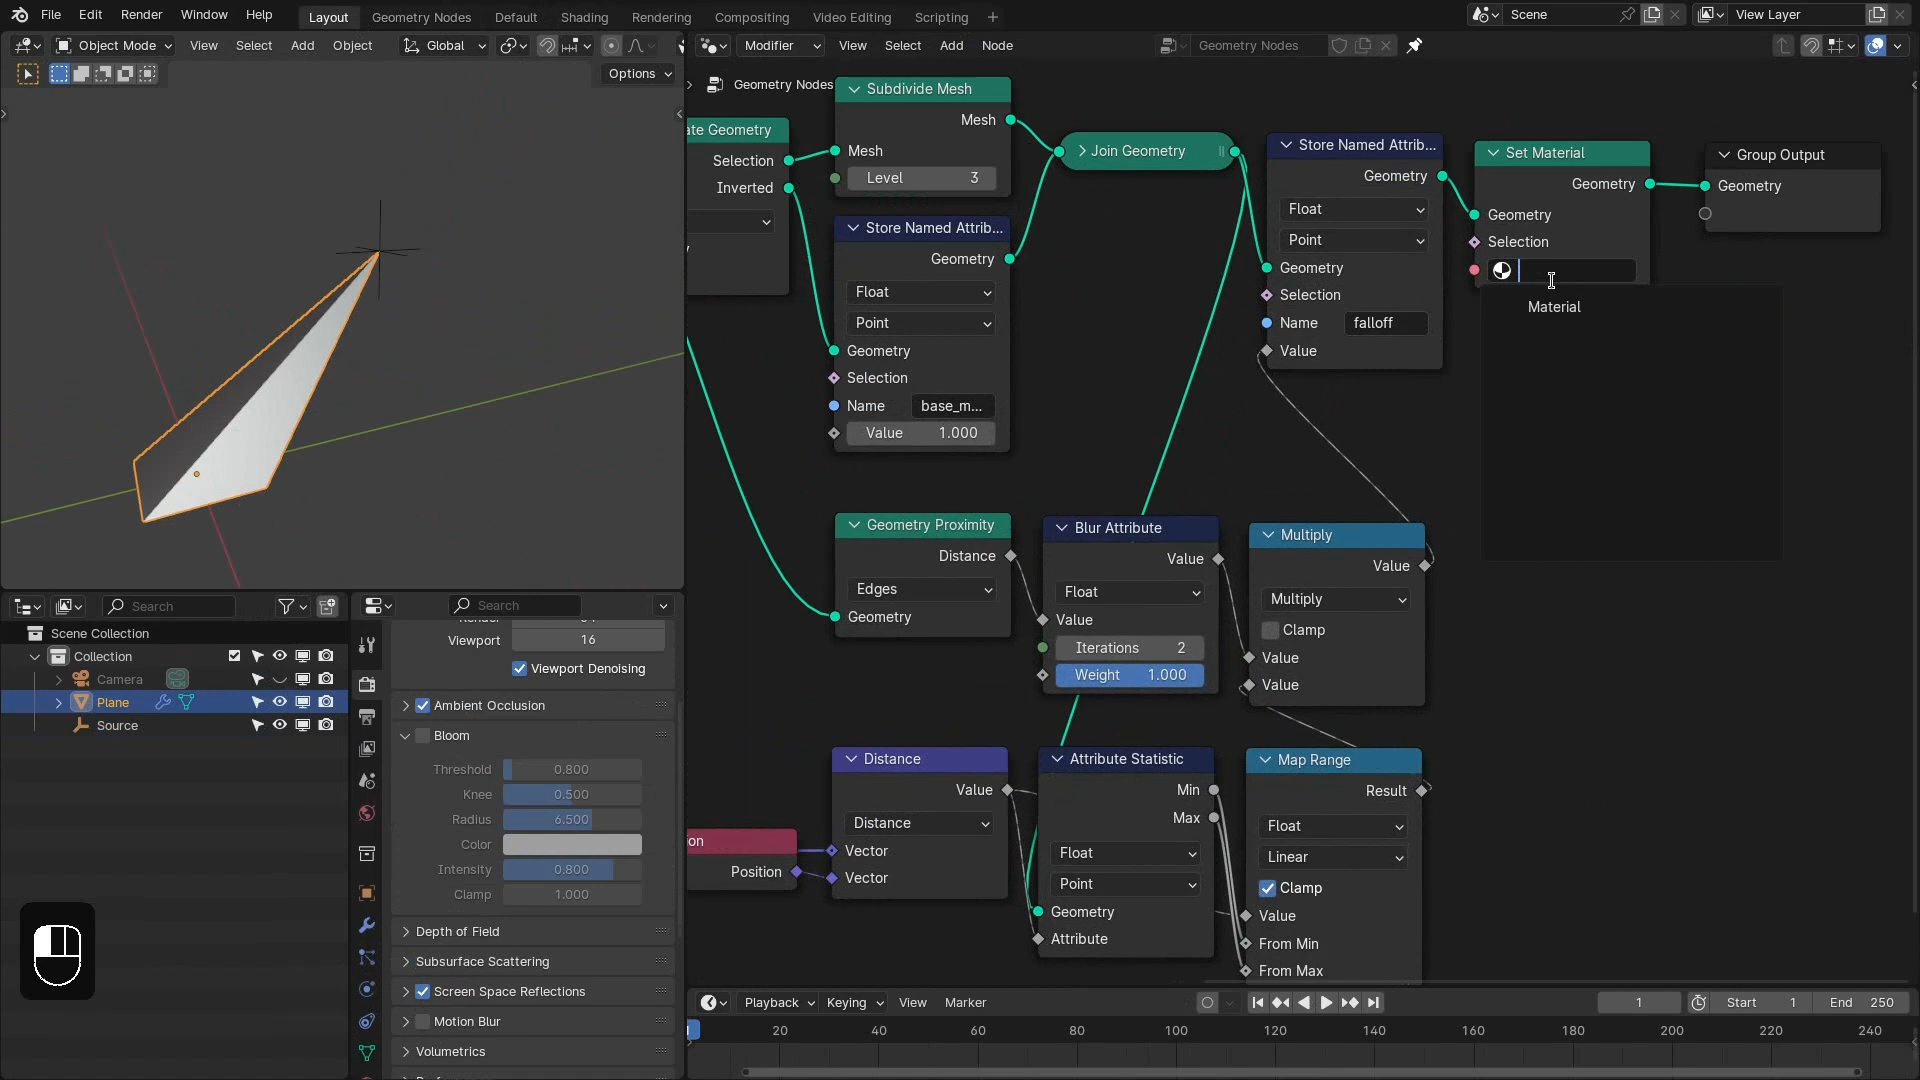 File Edit Render Window Help Layout Geometry Nodes Default Shading Rendering Compositing Video Editing Scripting + Scene View Layer
Object Mode View Select Add Object Global
Options
Modifier View Select Add Node Geometry Nodes
Geometry Nodes
ate Geometry
Selection
Inverted
Subdivide Mesh
Mesh
Mesh
Level 3
Store Named Attrib...
Geometry
Float
Point
Geometry
Selection
Name base_m...
Value 1.000
Join Geometry
Store Named Attrib...
Geometry
Float
Point
Geometry
Selection
Name falloff
Value
Set Material
Geometry
Geometry
Selection
Material
Group Output
Geometry
Geometry Proximity
Distance
Edges
Geometry
Blur Attribute
Value
Float
Value
Iterations 2
Weight 1.000
Multiply
Value
Multiply
Clamp
Value
Value
on
Position
Distance
Value
Distance
Vector
Vector
Attribute Statistic
Min
Max
Float
Point
Geometry
Attribute
Map Range
Result
Float
Linear
Clamp
Value
From Min
From Max
Search
Scene Collection
Collection
Camera
Plane
Source
Search
Viewport 16
Viewport Denoising
Ambient Occlusion
Bloom
Threshold 0.800
Knee 0.500
Radius 6.500
Color
Intensity 0.800
Clamp 1.000
Depth of Field
Subsurface Scattering
Screen Space Reflections
Motion Blur
Volumetrics
Playback Keying View Marker 1 Start 1 End 250
20 40 60 80 100 120 140 160 180 200 220 240